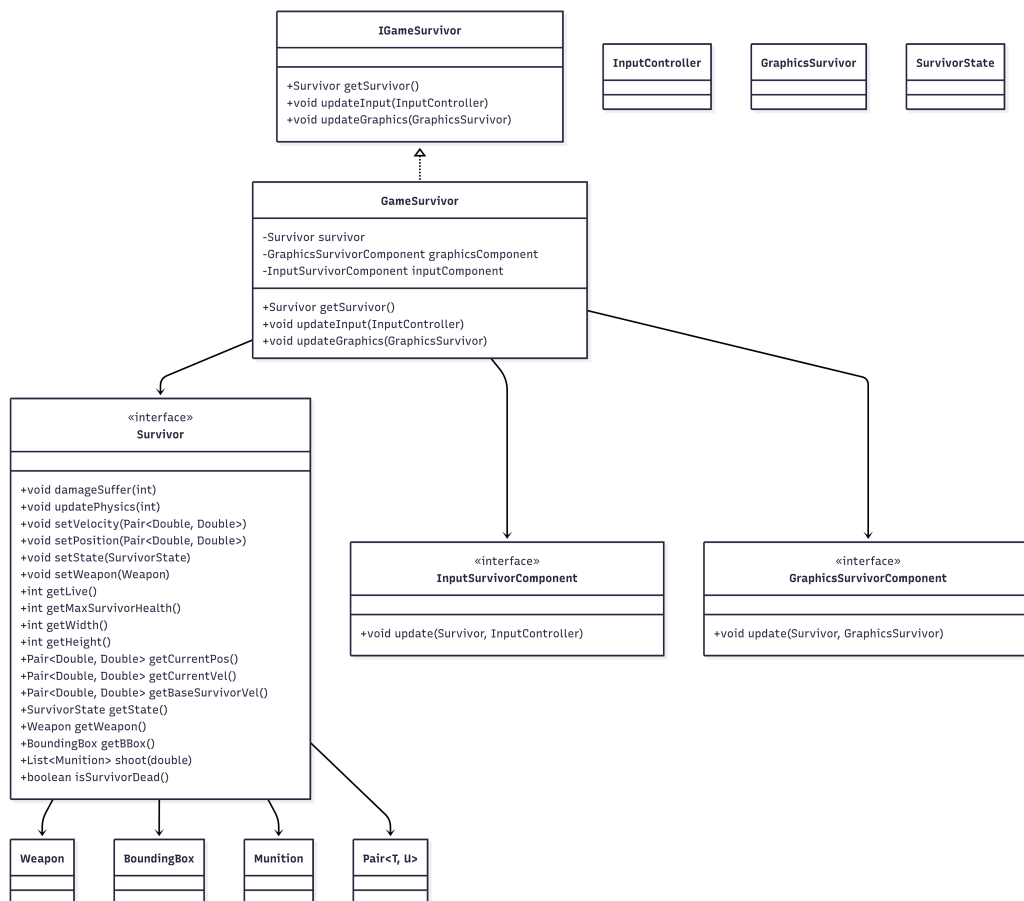 IGameSurvivor
+Survivor getSurvivor()
+void updateInput(InputController)
+void updateGraphics(GraphicsSurvivor)
InputController
GraphicsSurvivor
SurvivorState
GameSurvivor
-Survivor survivor
-GraphicsSurvivorComponent graphicsComponent
-InputSurvivorComponent inputComponent
+Survivor getSurvivor()
+void updateInput(InputController)
+void updateGraphics(GraphicsSurvivor)
«interface»
Survivor
+void damageSuffer(int)
+void updatePhysics(int)
+void setVelocity(Pair<Double, Double>)
+void setPosition(Pair<Double, Double>)
+void setState(SurvivorState)
+void setWeapon(Weapon)
+int getLive()
+int getMaxSurvivorHealth()
+int getWidth()
+int getHeight()
+Pair<Double, Double> getCurrentPos()
+Pair<Double, Double> getCurrentVel()
+Pair<Double, Double> getBaseSurvivorVel()
+SurvivorState getState()
+Weapon getWeapon()
+BoundingBox getBBox()
+List<Munition> shoot(double)
+boolean isSurvivorDead()
«interface»
InputSurvivorComponent
+void update(Survivor, InputController)
«interface»
GraphicsSurvivorComponent
+void update(Survivor, GraphicsSurvivor)
Weapon
BoundingBox
Munition
Pair<T, U>